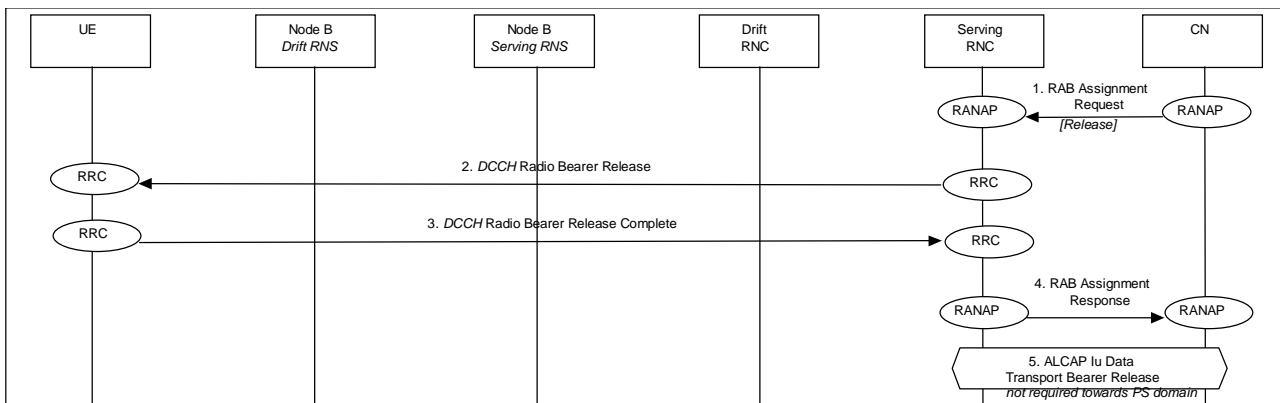 UE
Node B
Drift RNS
Node B
Serving RNS
Drift
RNC
Serving
RNC
CN
1. RAB Assignment
Request
[Release]
RANAP
RANAP
2. DCCH Radio Bearer Release
RRC
RRC
3. DCCH Radio Bearer Release Complete
RRC
RRC
4. RAB Assignment
Response
RANAP
RANAP
5. ALCAP Iu Data
Transport Bearer Release
not required towards PS domain